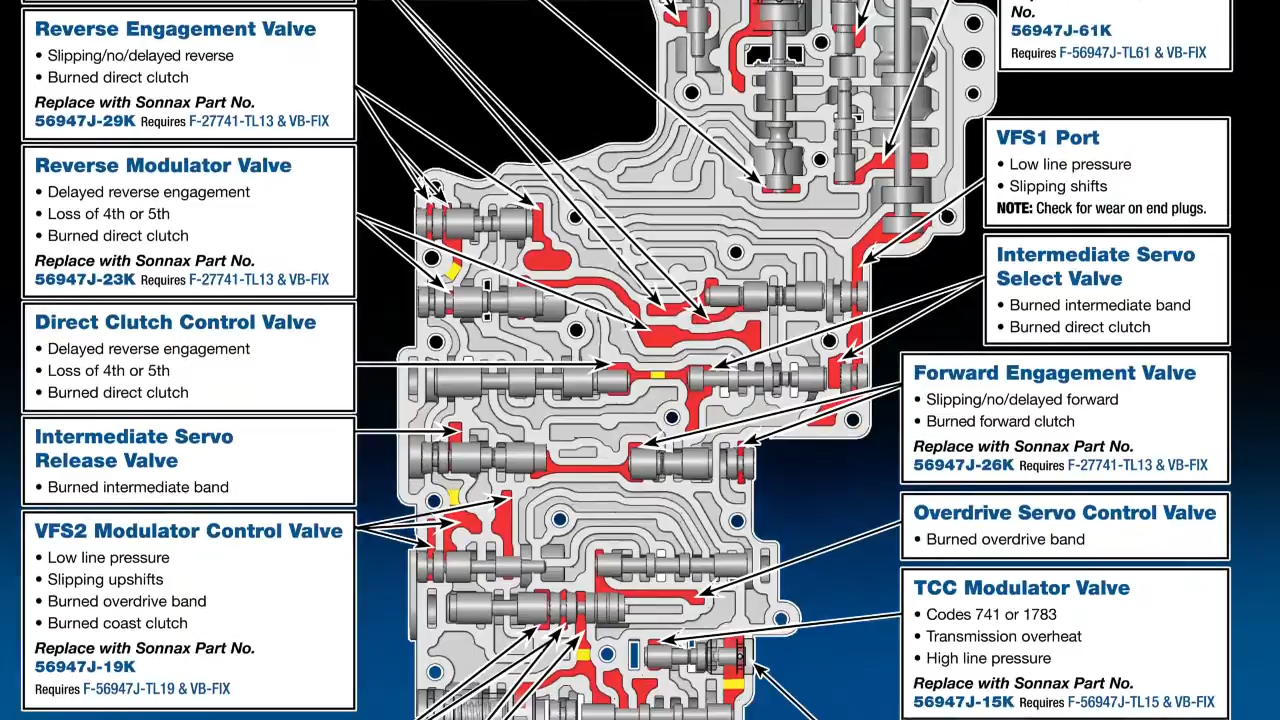 Reverse Engagement Valve
• Slipping/no/delayed reverse
• Burned direct clutch
Replace with Sonnax Part No.
56947J-29K Requires F-27741-TL13 & VB-FIX
Reverse Modulator Valve
• Delayed reverse engagement
• Loss of 4th or 5th
• Burned direct clutch
Replace with Sonnax Part No.
56947J-23K Requires F-27741-TL13 & VB-FIX
Direct Clutch Control Valve
• Delayed reverse engagement
• Loss of 4th or 5th
• Burned direct clutch
Intermediate Servo
Release Valve
• Burned intermediate band
VFS2 Modulator Control Valve
• Low line pressure
• Slipping upshifts
• Burned overdrive band
• Burned coast clutch
Replace with Sonnax Part No.
56947J-19K
Requires F-56947J-TL19 & VB-FIX
No.
56947J-61K
Requires F-56947J-TL61 & VB-FIX
VFS1 Port
• Low line pressure
• Slipping shifts
NOTE: Check for wear on end plugs.
Intermediate Servo
Select Valve
• Burned intermediate band
• Burned direct clutch
Forward Engagement Valve
• Slipping/no/delayed forward
• Burned forward clutch
Replace with Sonnax Part No.
56947J-26K Requires F-27741-TL13 & VB-FIX
Overdrive Servo Control Valve
• Burned overdrive band
TCC Modulator Valve
• Codes 741 or 1783
• Transmission overheat
• High line pressure
Replace with Sonnax Part No.
56947J-15K Requires F-56947J-TL15 & VB-FIX